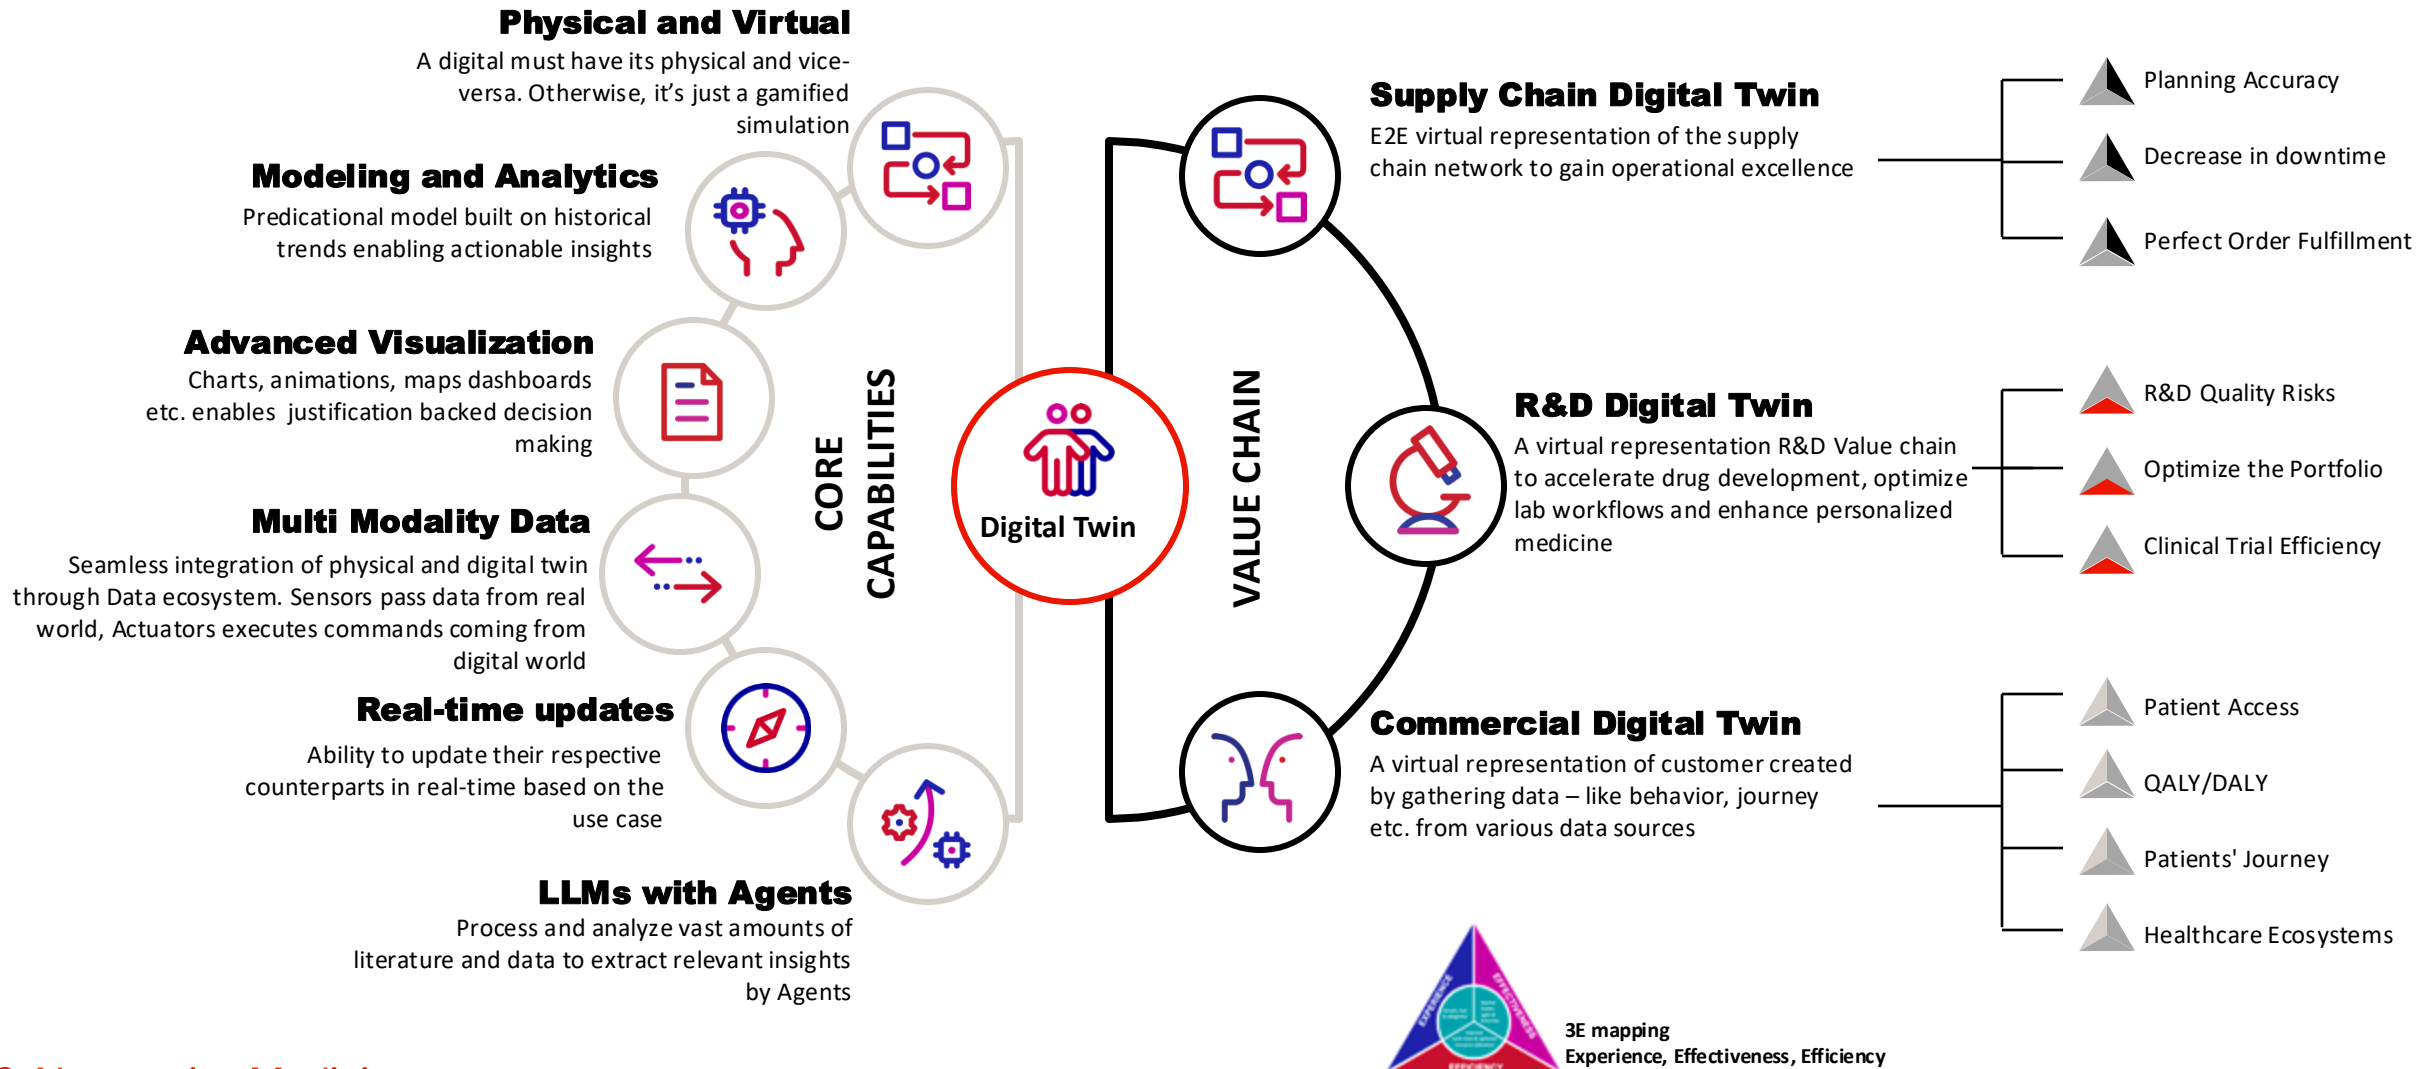 Physical and Virtual
A digital must have its physical and vice-
versa. Otherwise, it's just a gamified
simulation
Modeling and Analytics
Predicational model built on historical
trends enabling actionable insights
Advanced Visualization
Charts, animations, maps dashboards
etc. enables justification backed decision
making
Multi Modality Data
Seamless integration of physical and digital twin
through Data ecosystem. Sensors pass data from real
world, Actuators executes commands coming from
digital world
Real-time updates
Ability to update their respective
counterparts in real-time based on the
use case
LLMs with Agents
Process and analyze vast amounts of
literature and data to extract relevant insights
by Agents
CORE
CAPABILITIES
Digital Twin
VALUE CHAIN
Supply Chain Digital Twin
E2E virtual representation of the supply
chain network to gain operational excellence
Planning Accuracy
Decrease in downtime
Perfect Order Fulfillment
R&D Digital Twin
A virtual representation R&D Value chain
to accelerate drug development, optimize
lab workflows and enhance personalized
medicine
R&D Quality Risks
Optimize the Portfolio
Clinical Trial Efficiency
Commercial Digital Twin
A virtual representation of customer created
by gathering data – like behavior, journey
etc. from various data sources
Patient Access
QALY/DALY
Patients' Journey
Healthcare Ecosystems
EXPERIENCE
EFFECTIVENESS
EFFICIENCY
3E mapping
Experience, Effectiveness, Efficiency